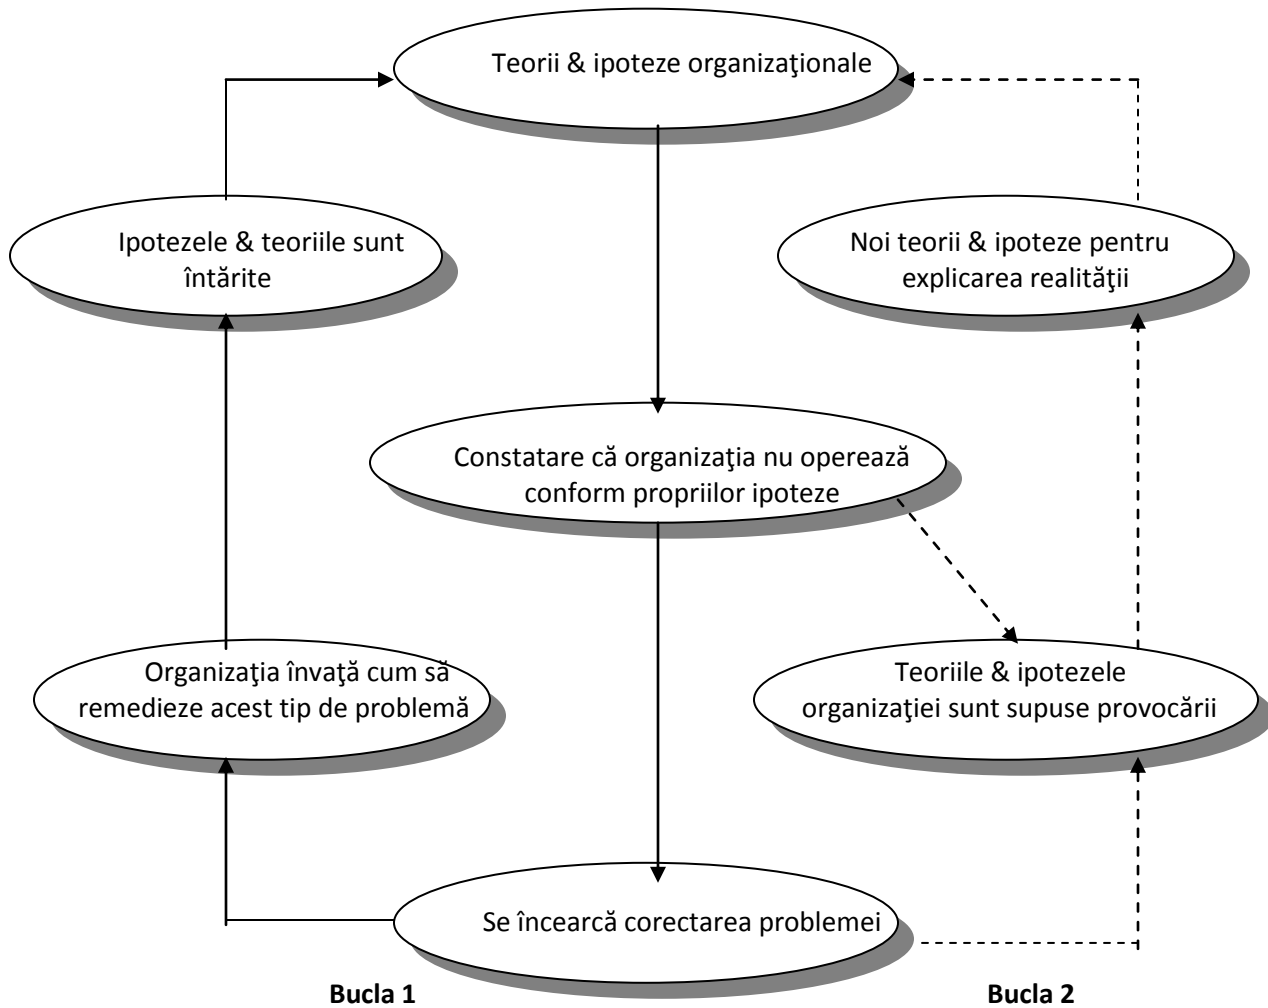 Teorii & ipoteze organizaţionale
Ipotezele & teoriile sunt
întărite
Noi teorii & ipoteze pentru
explicarea realităţii
Constatare că organizaţia nu operează
conform propriilor ipoteze
Organizaţia învaţă cum să
remedieze acest tip de problemă
Teoriile & ipotezele
organizaţiei sunt supuse provocării
Se încearcă corectarea problemei
Bucla 1
Bucla 2